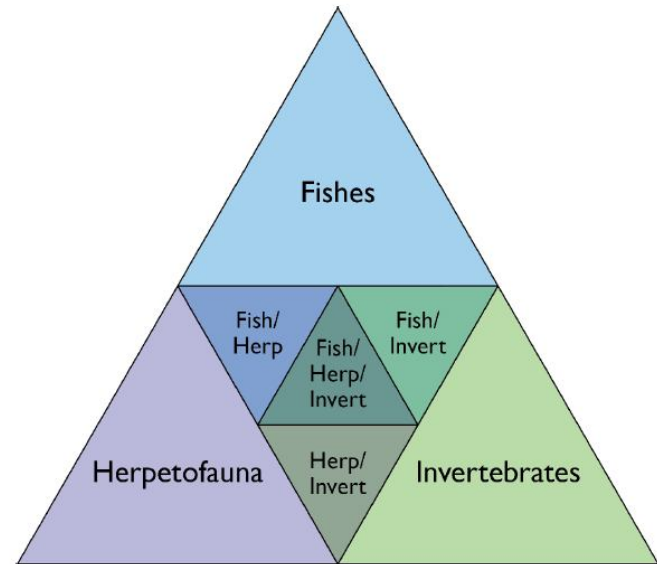 Fishes
Fish/
Herp
Fish/
Herp/
Invert
Fish/
Invert
Herpetofauna
Herp/
Invert
Invertebrates